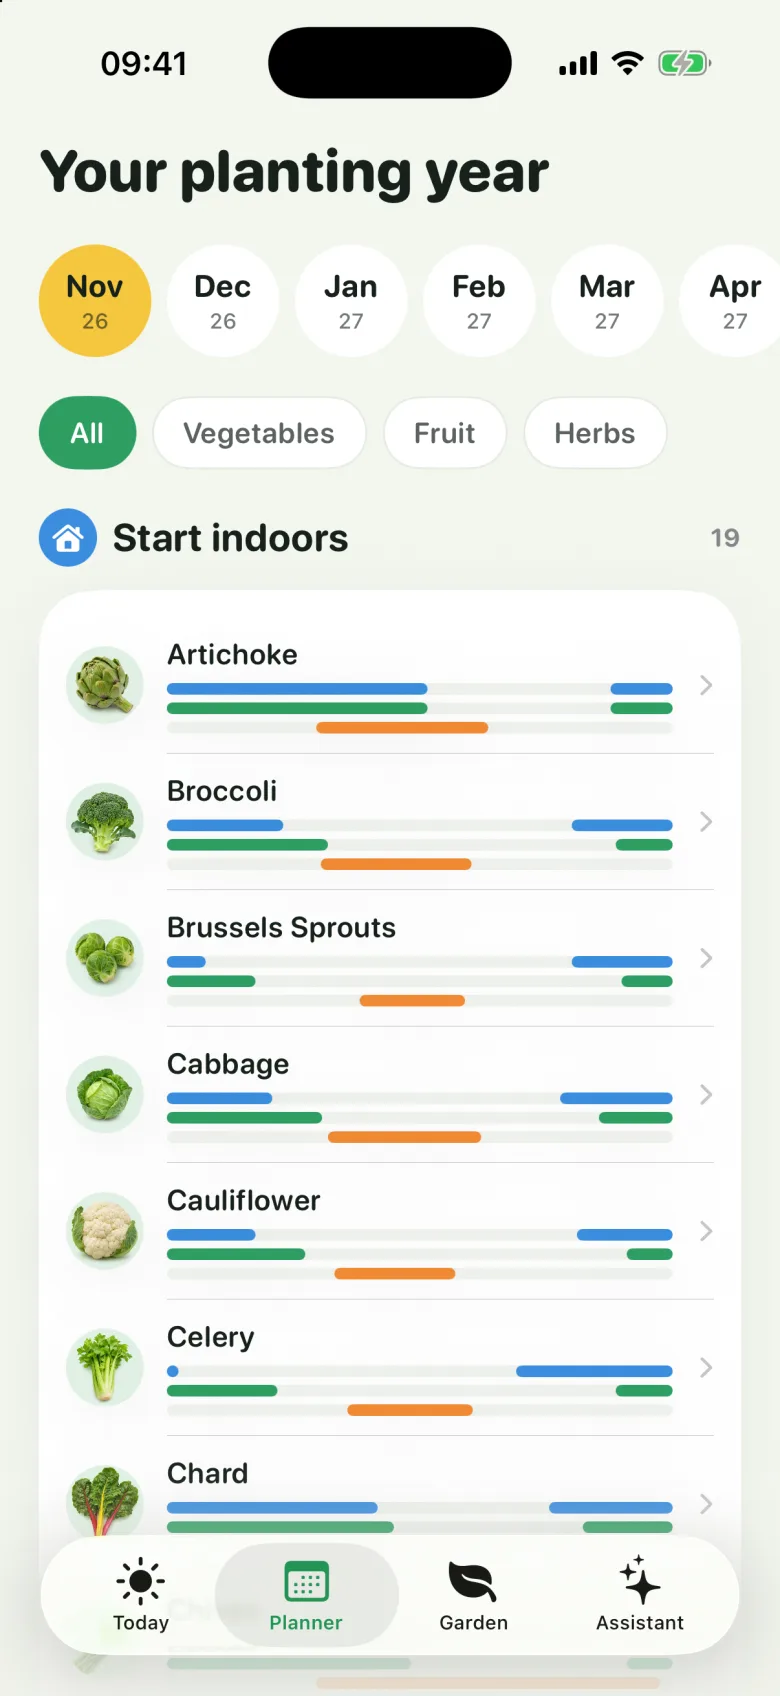 09:41
Your planting year
Nov
26
Dec
26
Jan
27
Feb
27
Mar
27
Apr
27
All
Vegetables
Fruit
Herbs
Start indoors
19
Artichoke
Broccoli
Brussels Sprouts
Cabbage
Cauliflower
Celery
Chard
Today
Planner
Garden
Assistant